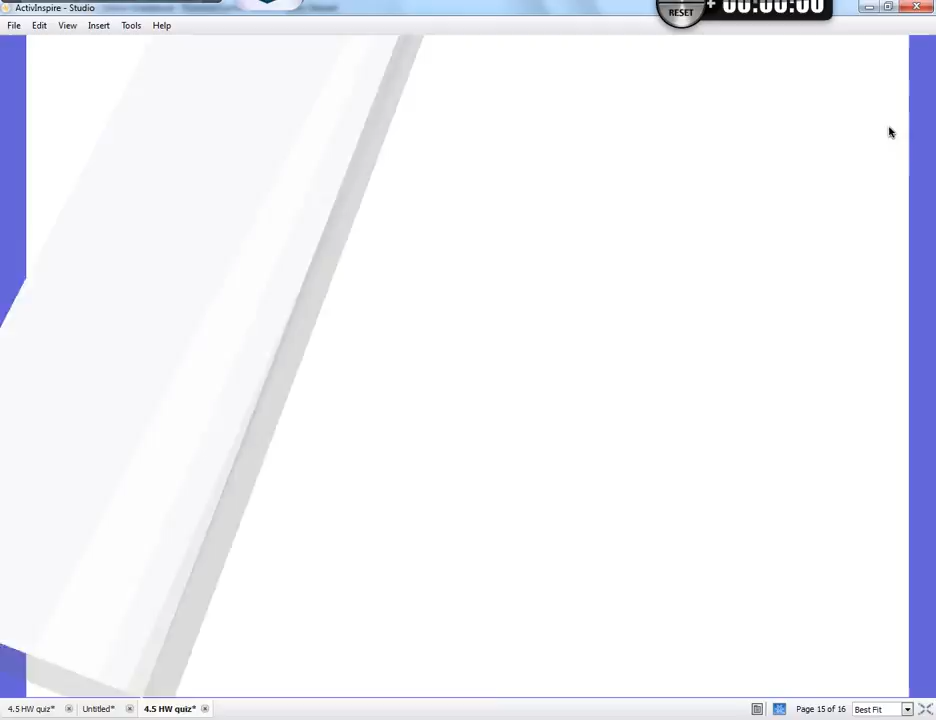 ActivInspire - Studio
RESET
+ 00:00:00
File Edit View Insert Tools Help
4.5 HW quiz* Untitled* 4.5 HW quiz* Page 15 of 16 Best Fit